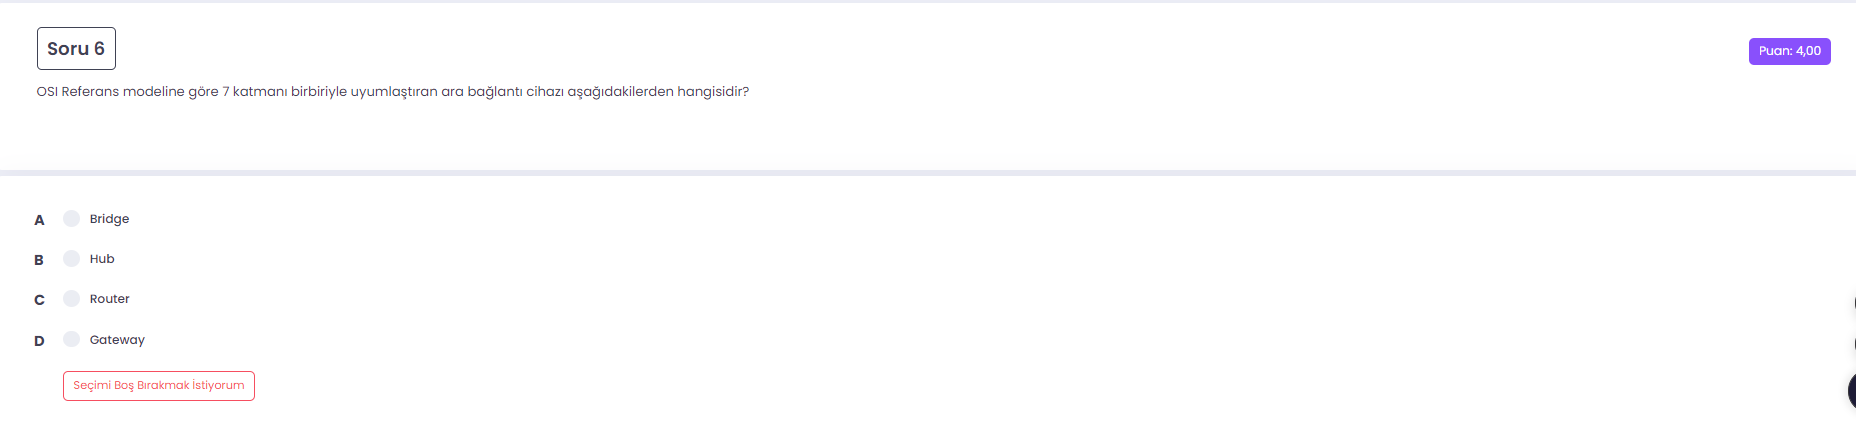 Soru 6
Puan: 4,00
OSI Referans modeline göre 7 katmanı birbiriyle uyumlaştıran ara bağlantı cihazı aşağıdakilerden hangisidir?
A Bridge
B Hub
C Router
D Gateway
Seçimi Boş Bırakmak İstiyorum